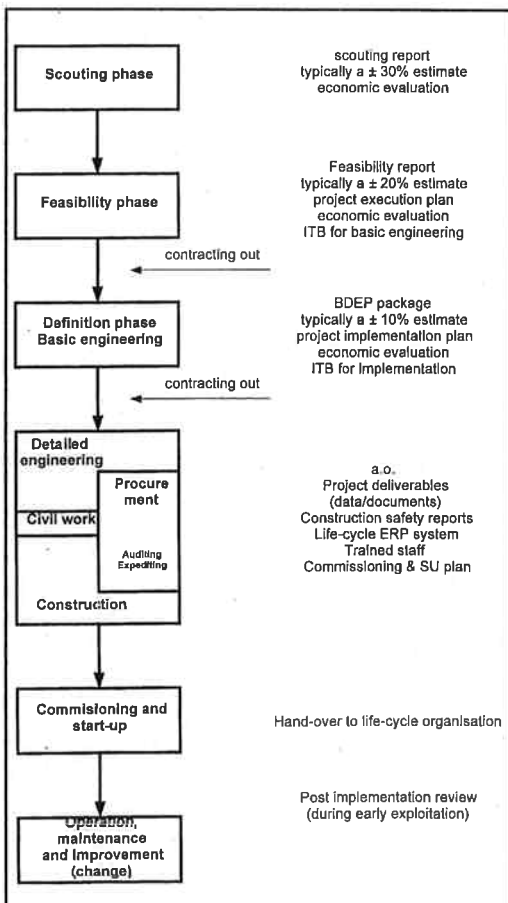 Scouting phase
scouting report
typically a ± 30% estimate
economic evaluation
Feasibility phase
Feasibility report
typically a ± 20% estimate
project execution plan
economic evaluation
ITB for basic engineering
contracting out
Definition phase
Basic engineering
BDEP package
typically a ± 10% estimate
project implementation plan
economic evaluation
ITB for Implementation
contracting out
Detailed
engineering
Procure
ment
Civil work
Auditing
Expediting
Construction
a.o.
Project deliverables
(data/documents)
Construction safety reports
Life-cycle ERP system
Trained staff
Commissioning & SU plan
Commisioning and
start-up
Hand-over to life-cycle organisation
Post implementation review
(during early exploitation)
Operation,
maintenance
and Improvement
(change)